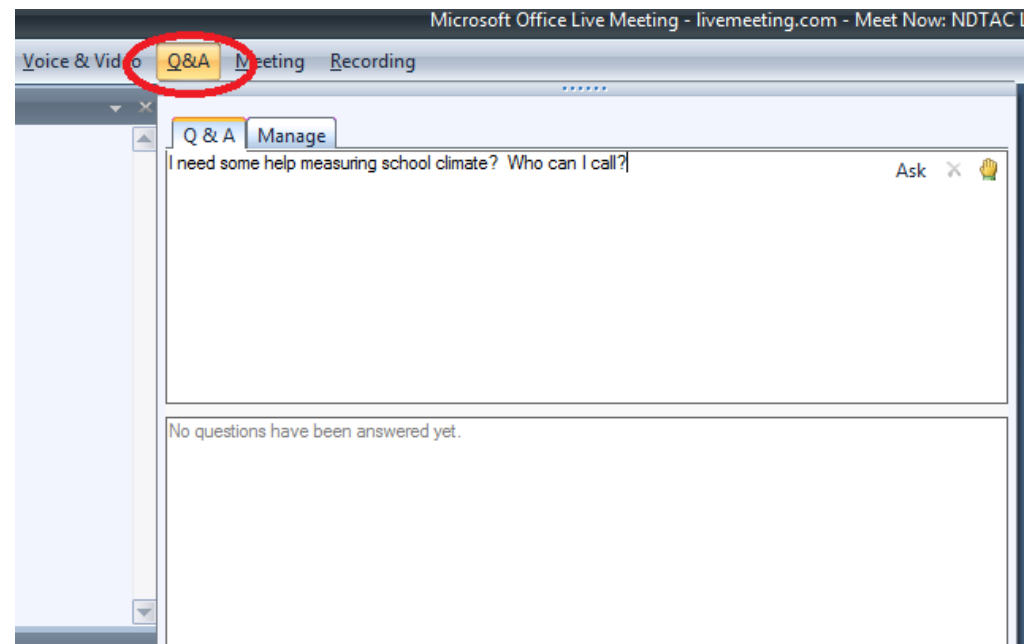 Microsoft Office Live Meeting - livemeeting.com - Meet Now: NDTAC L
Voice & Video Q&A Meeting Recording
Q & A Manage
I need some help measuring school climate?  Who can I call?
Ask
No questions have been answered yet.